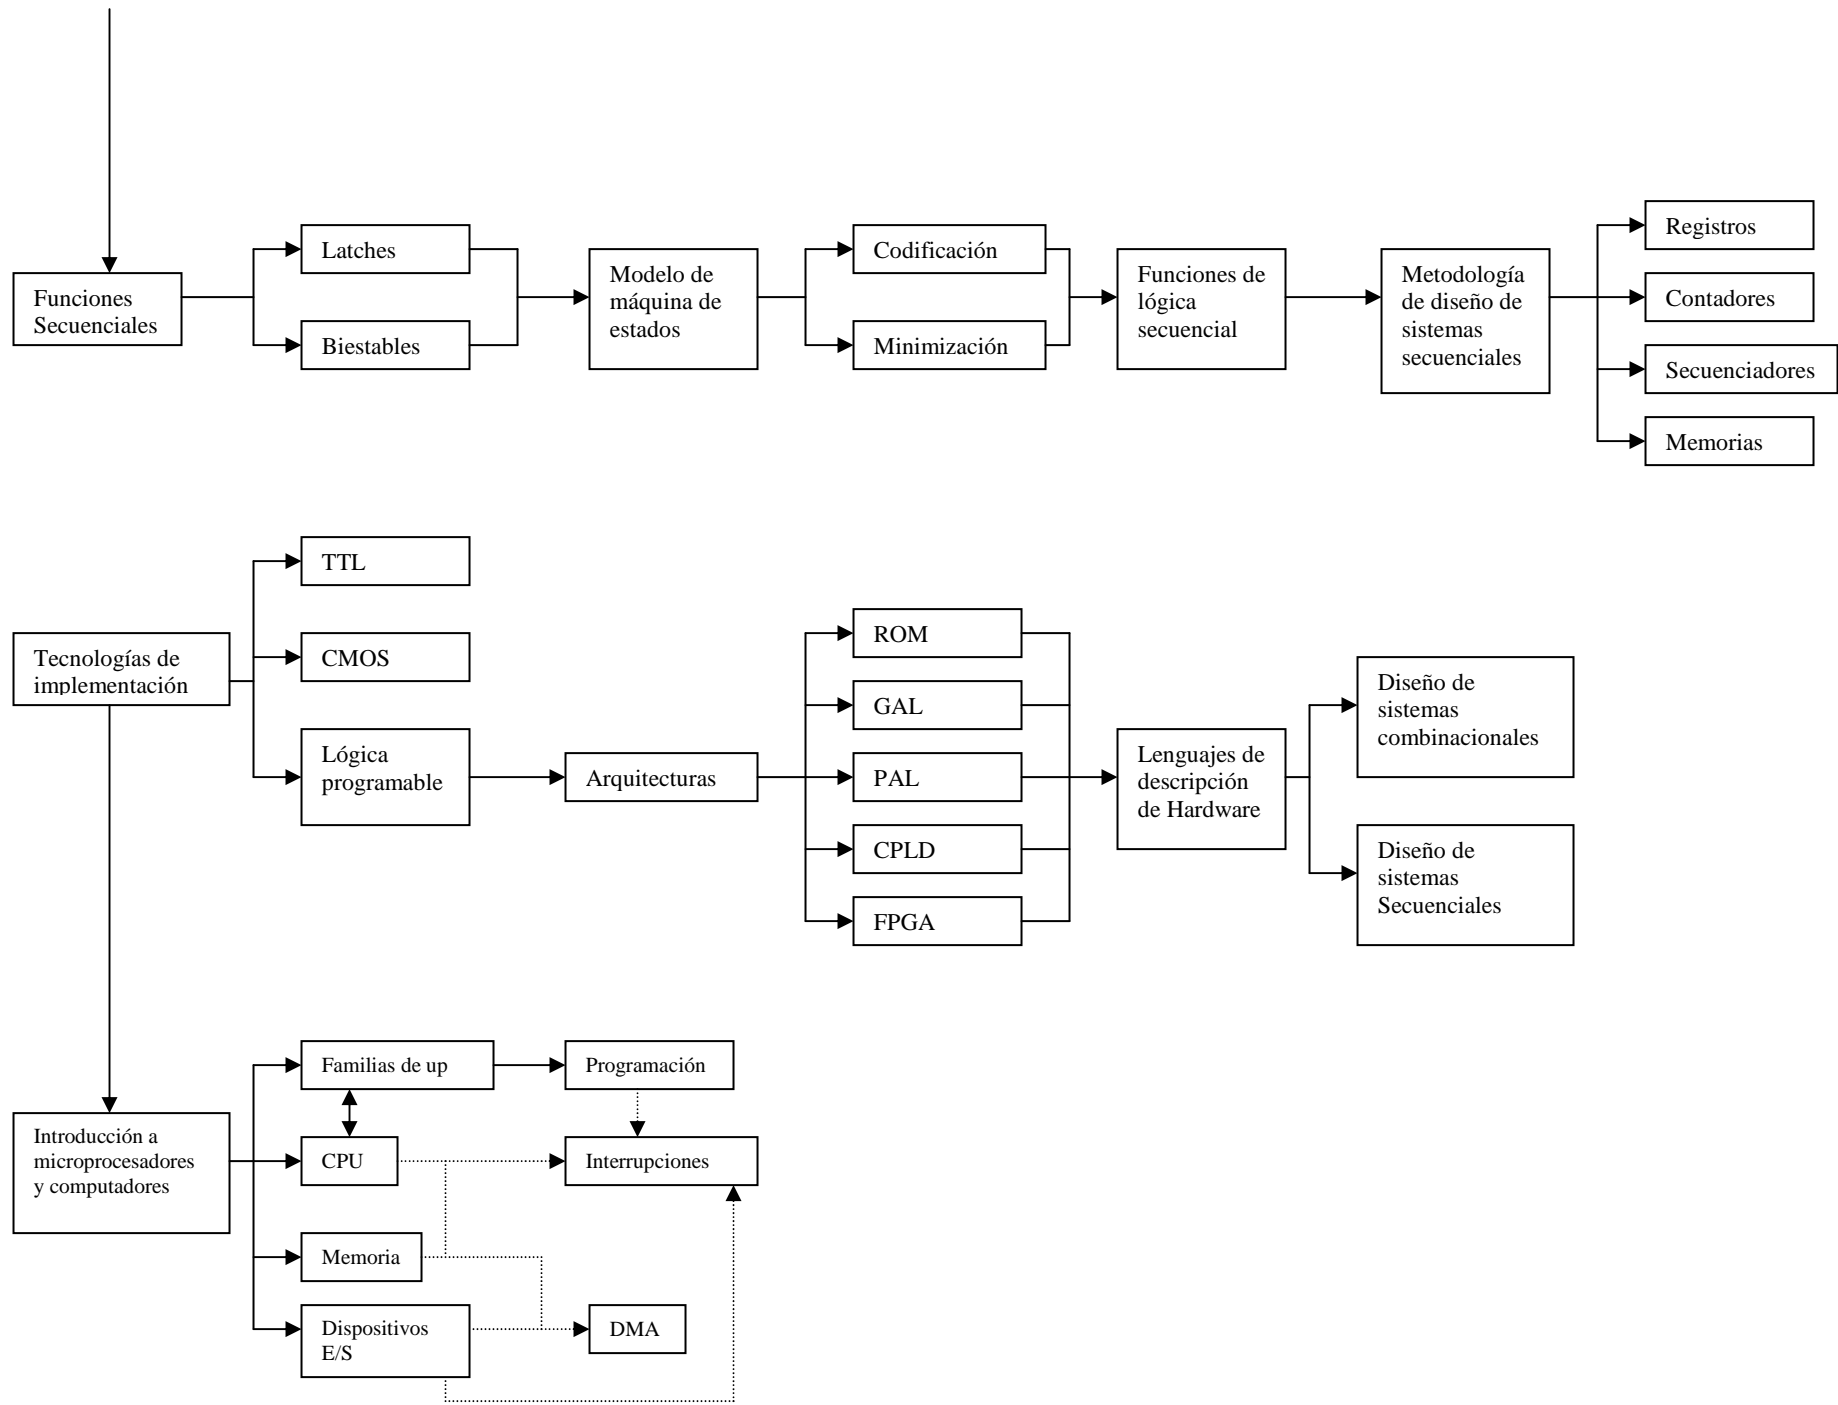 Funciones
Secuenciales
Latches
Biestables
Modelo de
máquina de
estados
Codificación
Minimización
Funciones de
lógica
secuencial
Metodología
de diseño de
sistemas
secuenciales
Registros
Contadores
Secuenciadores
Memorias
Tecnologías de
implementación
TTL
CMOS
Lógica
programable
Arquitecturas
ROM
GAL
PAL
CPLD
FPGA
Lenguajes de
descripción
de Hardware
Diseño de
sistemas
combinacionales
Diseño de
sistemas
Secuenciales
Introducción a
microprocesadores
y computadores
Familias de up
Programación
CPU
Interrupciones
Memoria
Dispositivos
E/S
DMA